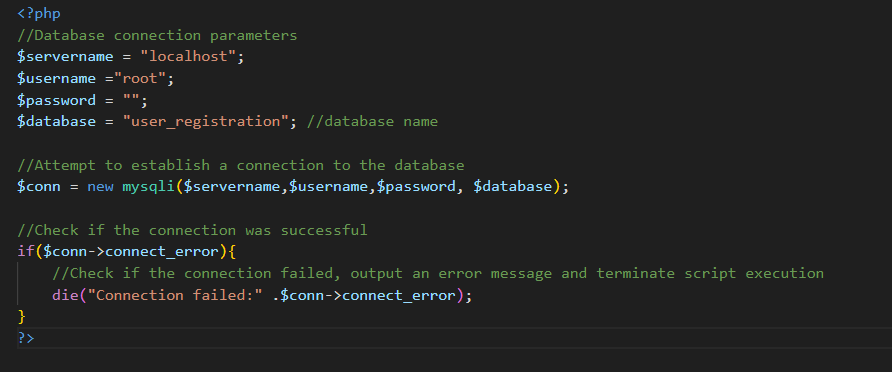 <?php
//Database connection parameters
$servername = "localhost";
$username ="root";
$password = "";
$database = "user_registration"; //database name
//Attempt to establish a connection to the database
$conn = new mysqli($servername,$username,$password, $database);
//Check if the connection was successful
if($conn->connect_error){
    //Check if the connection failed, output an error message and terminate script execution
    die("Connection failed:" .$conn->connect_error);
}
?>